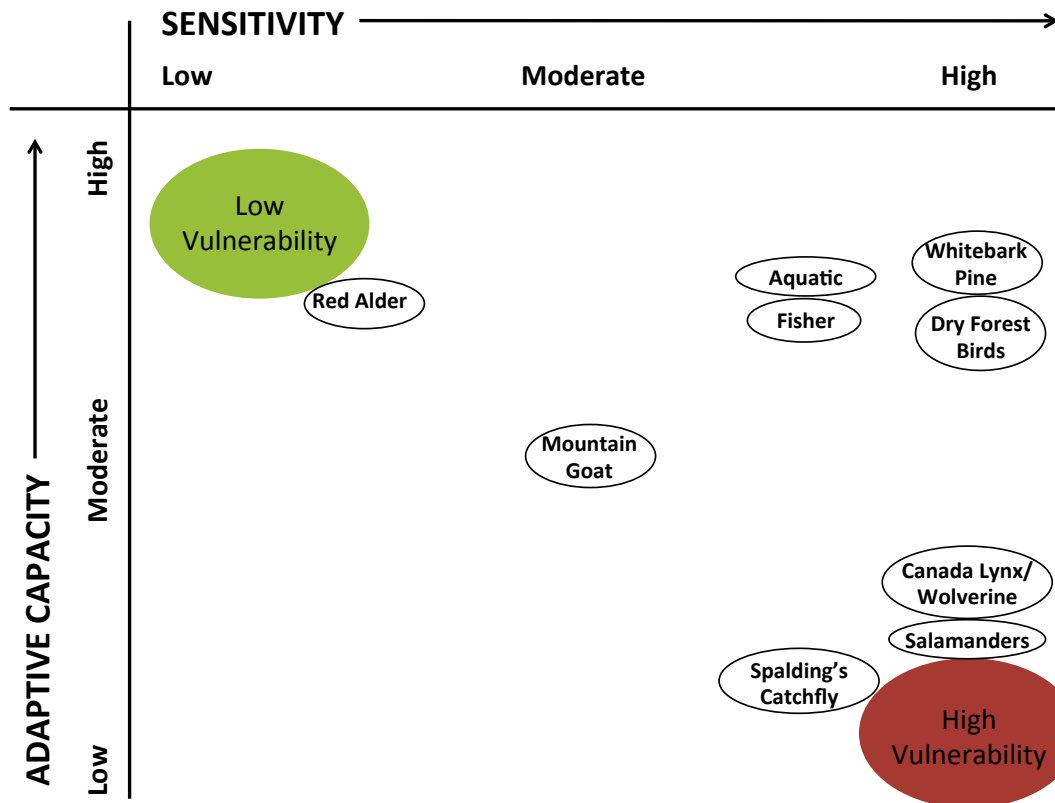 SENSITIVITY
Low Moderate High
ADAPTIVE CAPACITY
High
Moderate
Low
Low
Vulnerability
Red Alder
Aquatic
Fisher
Whitebark
Pine
Dry Forest
Birds
Mountain
Goat
Canada Lynx/
Wolverine
Salamanders
Spalding’s
Catchfly
High
Vulnerability